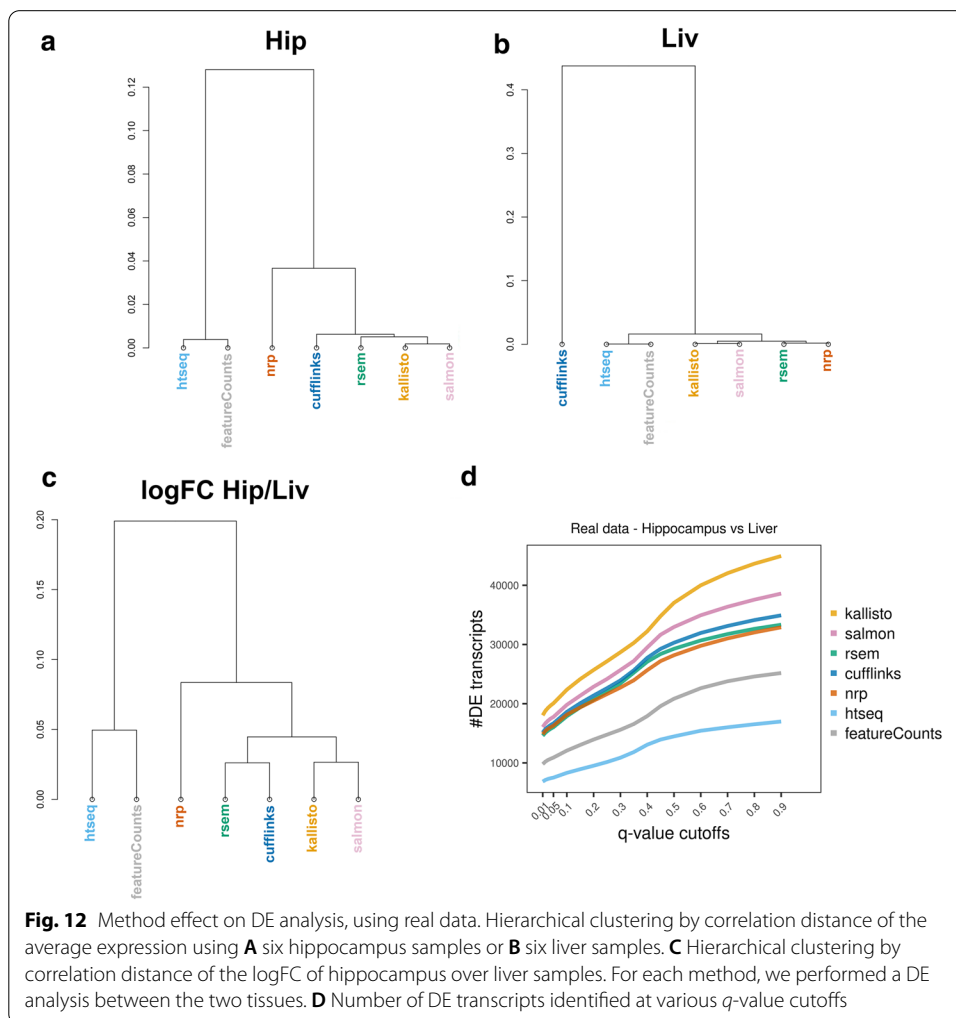 a
Hip
0.12
0.10
0.08
0.06
0.04
0.02
0.00
htseq
featureCounts
nrp
cufflinks
rsem
kallisto
salmon
b
Liv
0.4
0.3
0.2
0.1
0.0
cufflinks
htseq
featureCounts
kallisto
salmon
rsem
nrp
c
logFC Hip/Liv
0.20
0.15
0.10
0.05
0.00
htseq
featureCounts
nrp
rsem
cufflinks
kallisto
salmon
d
Real data - Hippocampus vs Liver
#DE transcripts
40000
30000
20000
10000
0.01
0.05
0.1
0.2
0.3
0.4
0.5
0.6
0.7
0.8
0.9
q-value cutoffs
kallisto
salmon
rsem
cufflinks
nrp
htseq
featureCounts
Fig. 12 Method effect on DE analysis, using real data. Hierarchical clustering by correlation distance of the
average expression using A six hippocampus samples or B six liver samples. C Hierarchical clustering by
correlation distance of the logFC of hippocampus over liver samples. For each method, we performed a DE
analysis between the two tissues. D Number of DE transcripts identified at various q-value cutoffs